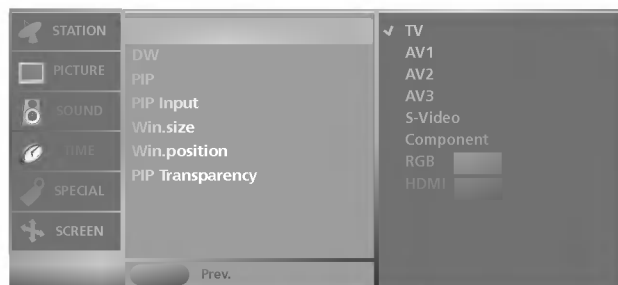 STATION
PICTURE
SOUND
TIME
SPECIAL
SCREEN
DW
PIP
PIP Input
Win.size
Win.position
PIP Transparency
Prev.
TV
AV1
AV2
AV3
S-Video
Component
RGB
HDMI